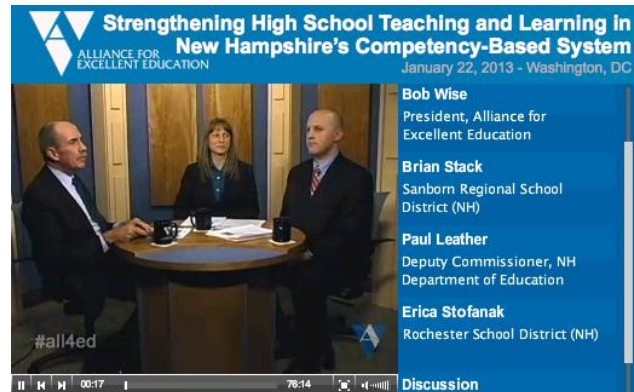 Strengthening High School Teaching and Learning in
New Hampshire's Competency-Based System
ALLIANCE FOR
EXCELLENT EDUCATION
January 22, 2013 - Washington, DC
Bob Wise
President, Alliance for
Excellent Education
Brian Stack
Sanborn Regional School
District (NH)
Paul Leather
Deputy Commissioner, NH
Department of Education
Erica Stofanak
Rochester School District (NH)
Discussion
#all4ed
00:17
76:14